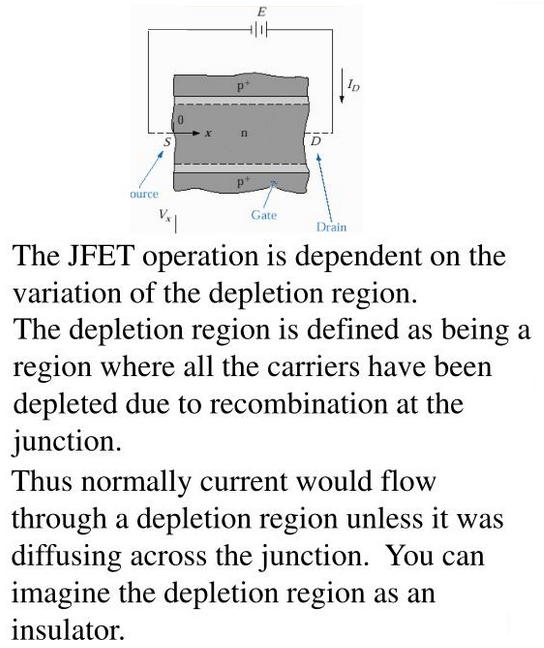 E
p+
I_D
0
x
n
S
D
p+
ource
V_x
Gate
Drain
The JFET operation is dependent on the
variation of the depletion region.
The depletion region is defined as being a
region where all the carriers have been
depleted due to recombination at the
junction.
Thus normally current would flow
through a depletion region unless it was
diffusing across the junction.  You can
imagine the depletion region as an
insulator.